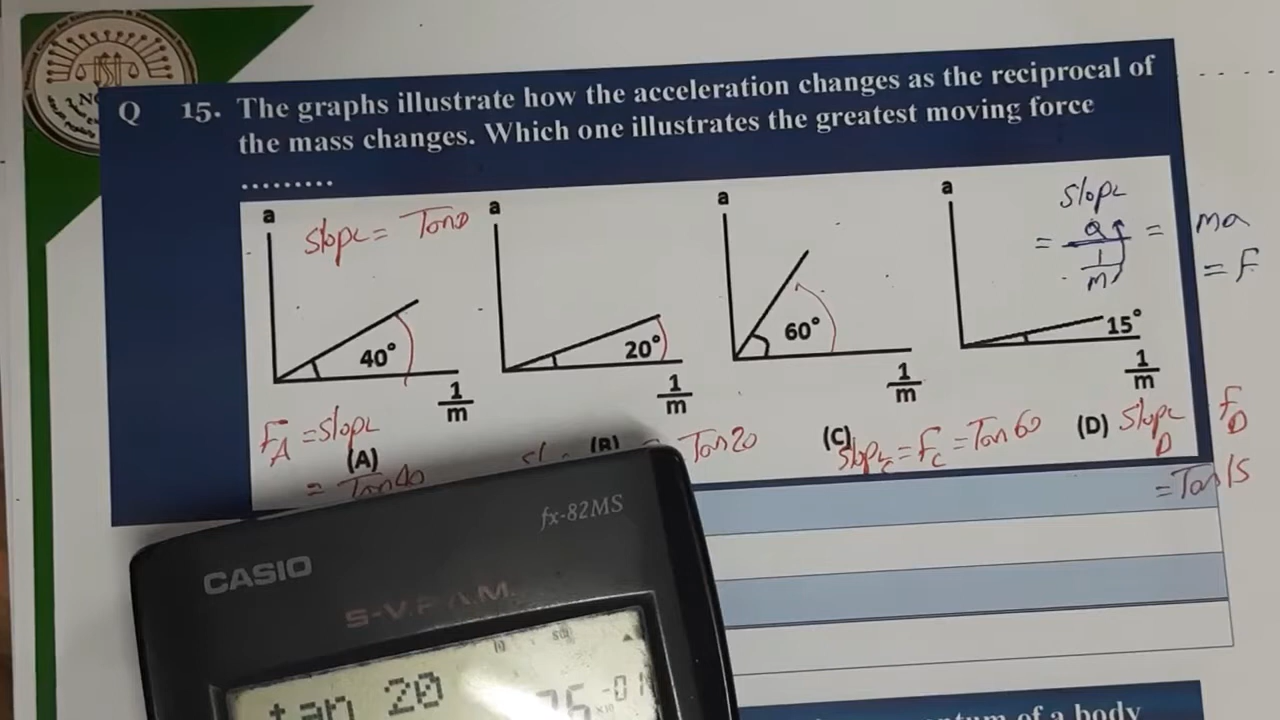 Q 15. The graphs illustrate how the acceleration changes as the reciprocal of
the mass changes. Which one illustrates the greatest moving force
.........
a
slope = Tanθ
40°
1
m
F_A = slope
(A)
= Tan40
a
20°
1
m
(B)
= Tan20
a
60°
1
m
(C)
slope_C = F_C = Tan60
a
slope
= a / (1/m) = ma
= F
15°
1
m
(D)
slope_D F_D
= Tan15
CASIO fx-82MS
S-V.P.A.M.
tan 20
-01